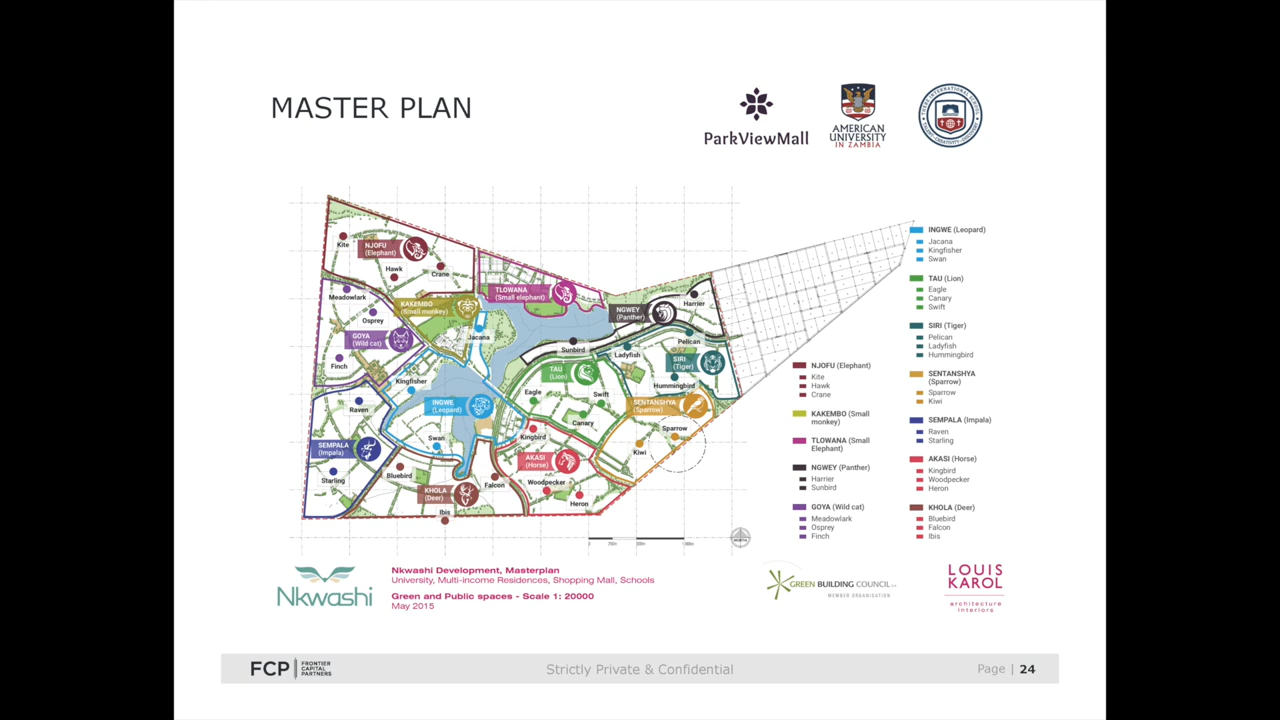 MASTER PLAN
ParkViewMall
AMERICAN
UNIVERSITY
IN ZAMBIA
Kite
NJOFU
(Elephant)
Hawk
Crane
Meadowlark
Osprey
KAKEMBO
(Small monkey)
TLOWANA
(Small elephant)
NGWEY
(Panther)
Harrier
GOYA
(Wild cat)
Jacana
Sunbird
Pelican
Ladyfish
Finch
Kingfisher
TAU
(Lion)
SIRI
(Tiger)
Hummingbird
Eagle
Swift
Raven
INGWE
(Leopard)
SENTANSHYA
(Sparrow)
Canary
Swan
Kingbird
Sparrow
Kiwi
SEMPALA
(Impala)
AKASI
(Horse)
Starling
Bluebird
KHOLA
(Deer)
Falcon
Woodpecker
Heron
Ibis
NJOFU (Elephant)
Kite
Hawk
Crane
KAKEMBO (Small
monkey)
TLOWANA (Small
Elephant)
NGWEY (Panther)
Harrier
Sunbird
GOYA (Wild cat)
Meadowlark
Osprey
Finch
INGWE (Leopard)
Jacana
Kingfisher
Swan
TAU (Lion)
Eagle
Canary
Swift
SIRI (Tiger)
Pelican
Ladyfish
Hummingbird
SENTANSHYA
(Sparrow)
Sparrow
Kiwi
SEMPALA (Impala)
Raven
Starling
AKASI (Horse)
Kingbird
Woodpecker
Heron
KHOLA (Deer)
Bluebird
Falcon
Ibis
Nkwashi
Nkwashi Development, Masterplan
University, Multi-income Residences, Shopping Mall, Schools
Green and Public spaces - Scale 1: 20000
May 2015
GREEN BUILDING COUNCIL
MEMBER ORGANISATION
LOUIS
KAROL
architecture
interiors
FCP
FRONTIER
CAPITAL
PARTNERS
Strictly Private & Confidential
Page | 24